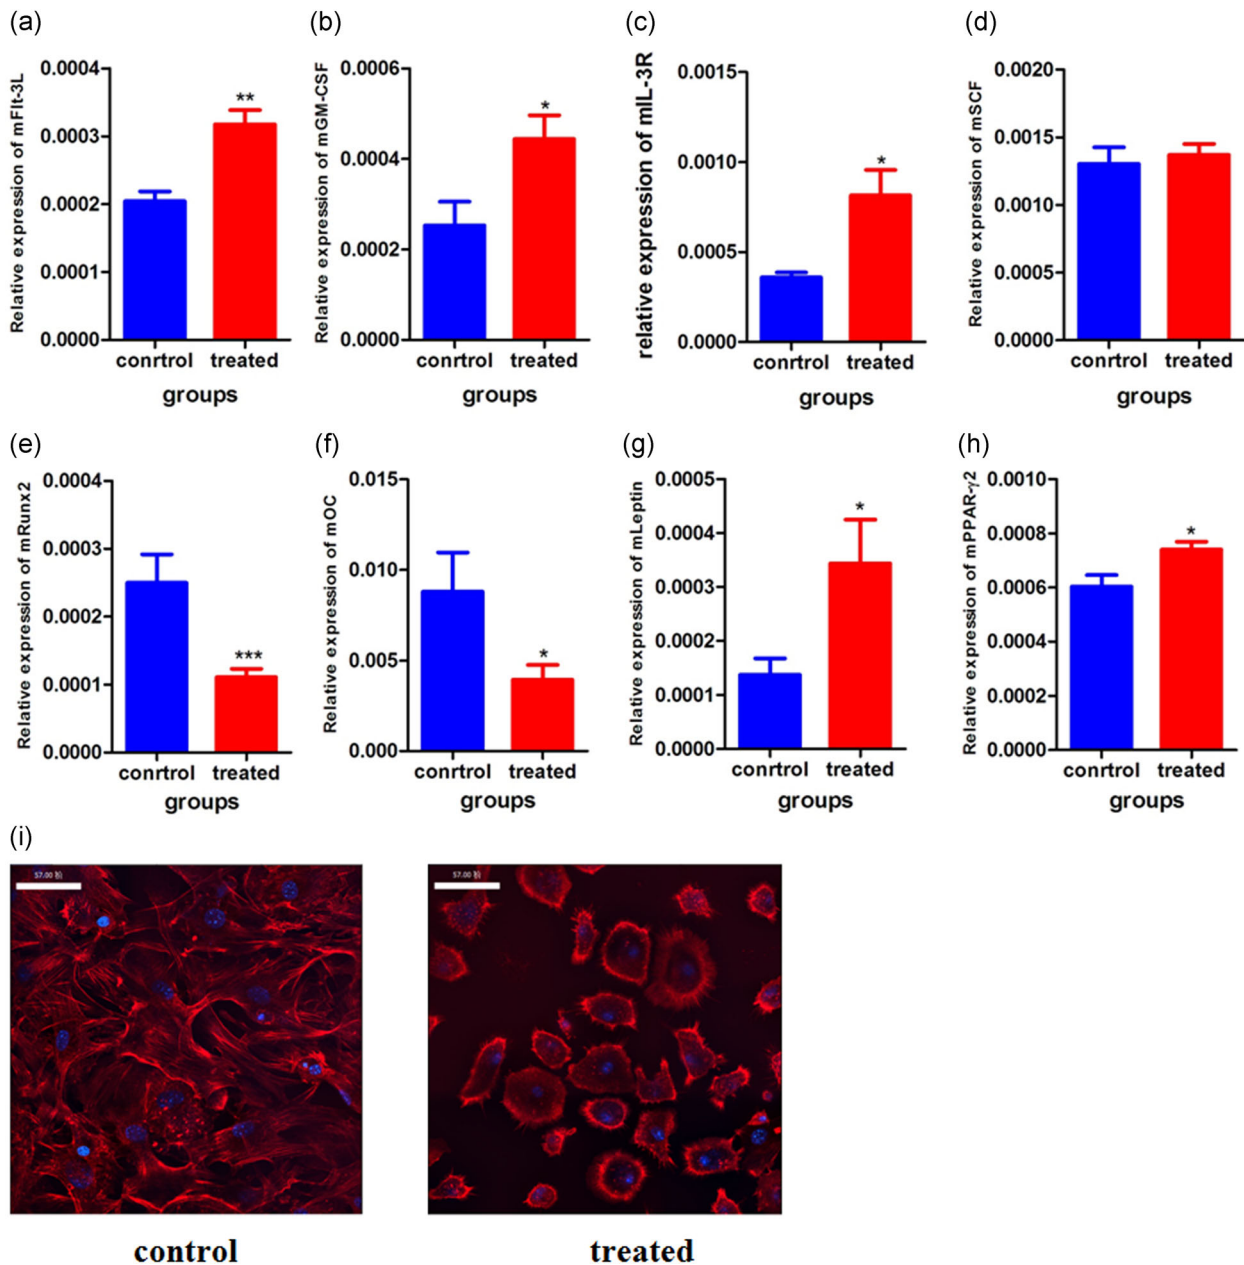 (a)
(b)
(c)
(d)
Relative expression of mFlt-3L
0.0004
0.0003
0.0002
0.0001
0.0000
**
conrtrol treated
groups
Relative expression of mGM-CSF
0.0006
0.0004
0.0002
0.0000
*
conrtrol treated
groups
relative expression of mIL-3R
0.0015
0.0010
0.0005
0.0000
*
conrtrol treated
groups
Relative expression of mSCF
0.0020
0.0015
0.0010
0.0005
0.0000
conrtrol treated
groups
(e)
(f)
(g)
(h)
Relative expression of mRunx2
0.0004
0.0003
0.0002
0.0001
0.0000
***
conrtrol treated
groups
Relative expression of mOC
0.015
0.010
0.005
0.000
*
conrtrol treated
groups
Relative expression of mLeptin
0.0005
0.0004
0.0003
0.0002
0.0001
0.0000
*
conrtrol treated
groups
Relative expression of mPPAR-γ2
0.0010
0.0008
0.0006
0.0004
0.0002
0.0000
*
conrtrol treated
groups
(i)
57.00
57.00
control
treated